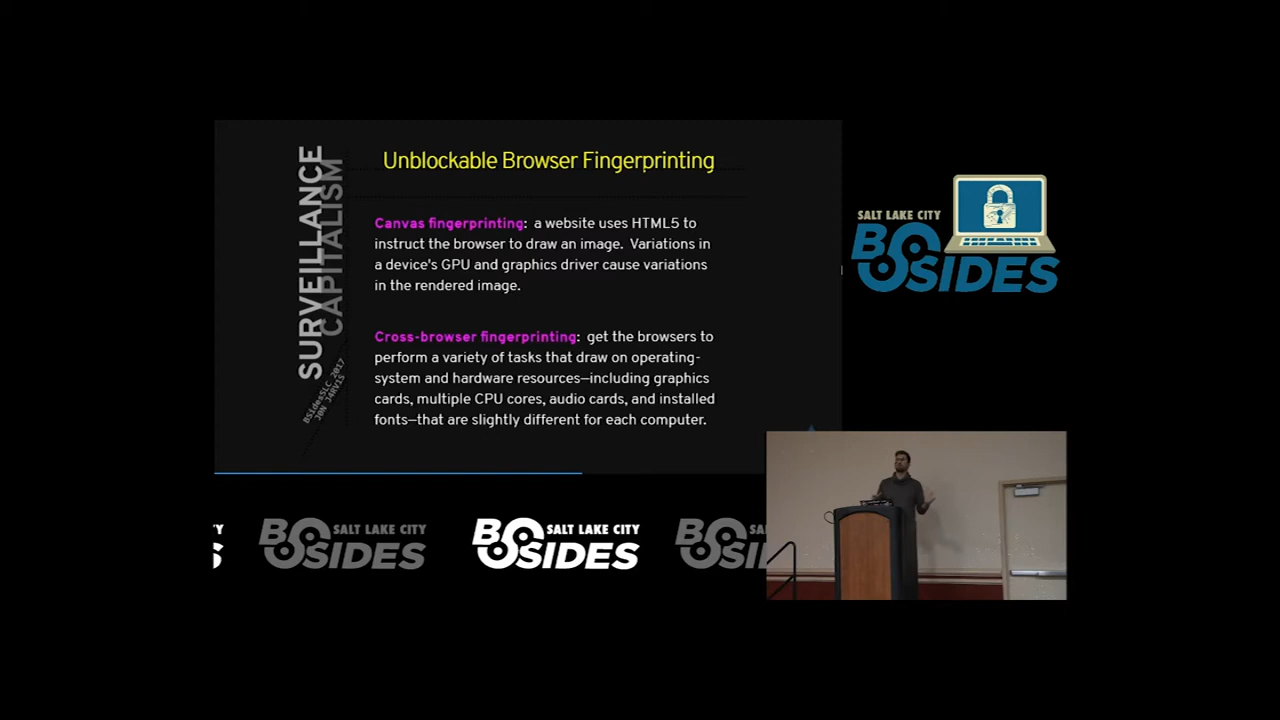 SURVEILLANCE
CAPITALISM
BSidesSLC 2017
J0N J4RV1S
Unblockable Browser Fingerprinting
Canvas fingerprinting: a website uses HTML5 to
instruct the browser to draw an image. Variations in
a device's GPU and graphics driver cause variations
in the rendered image.
Cross-browser fingerprinting: get the browsers to
perform a variety of tasks that draw on operating-
system and hardware resources—including graphics
cards, multiple CPU cores, audio cards, and installed
fonts—that are slightly different for each computer.
SALT LAKE CITY
BSIDES
SALT LAKE CITY
BSIDES
SALT LAKE CITY
BSIDES